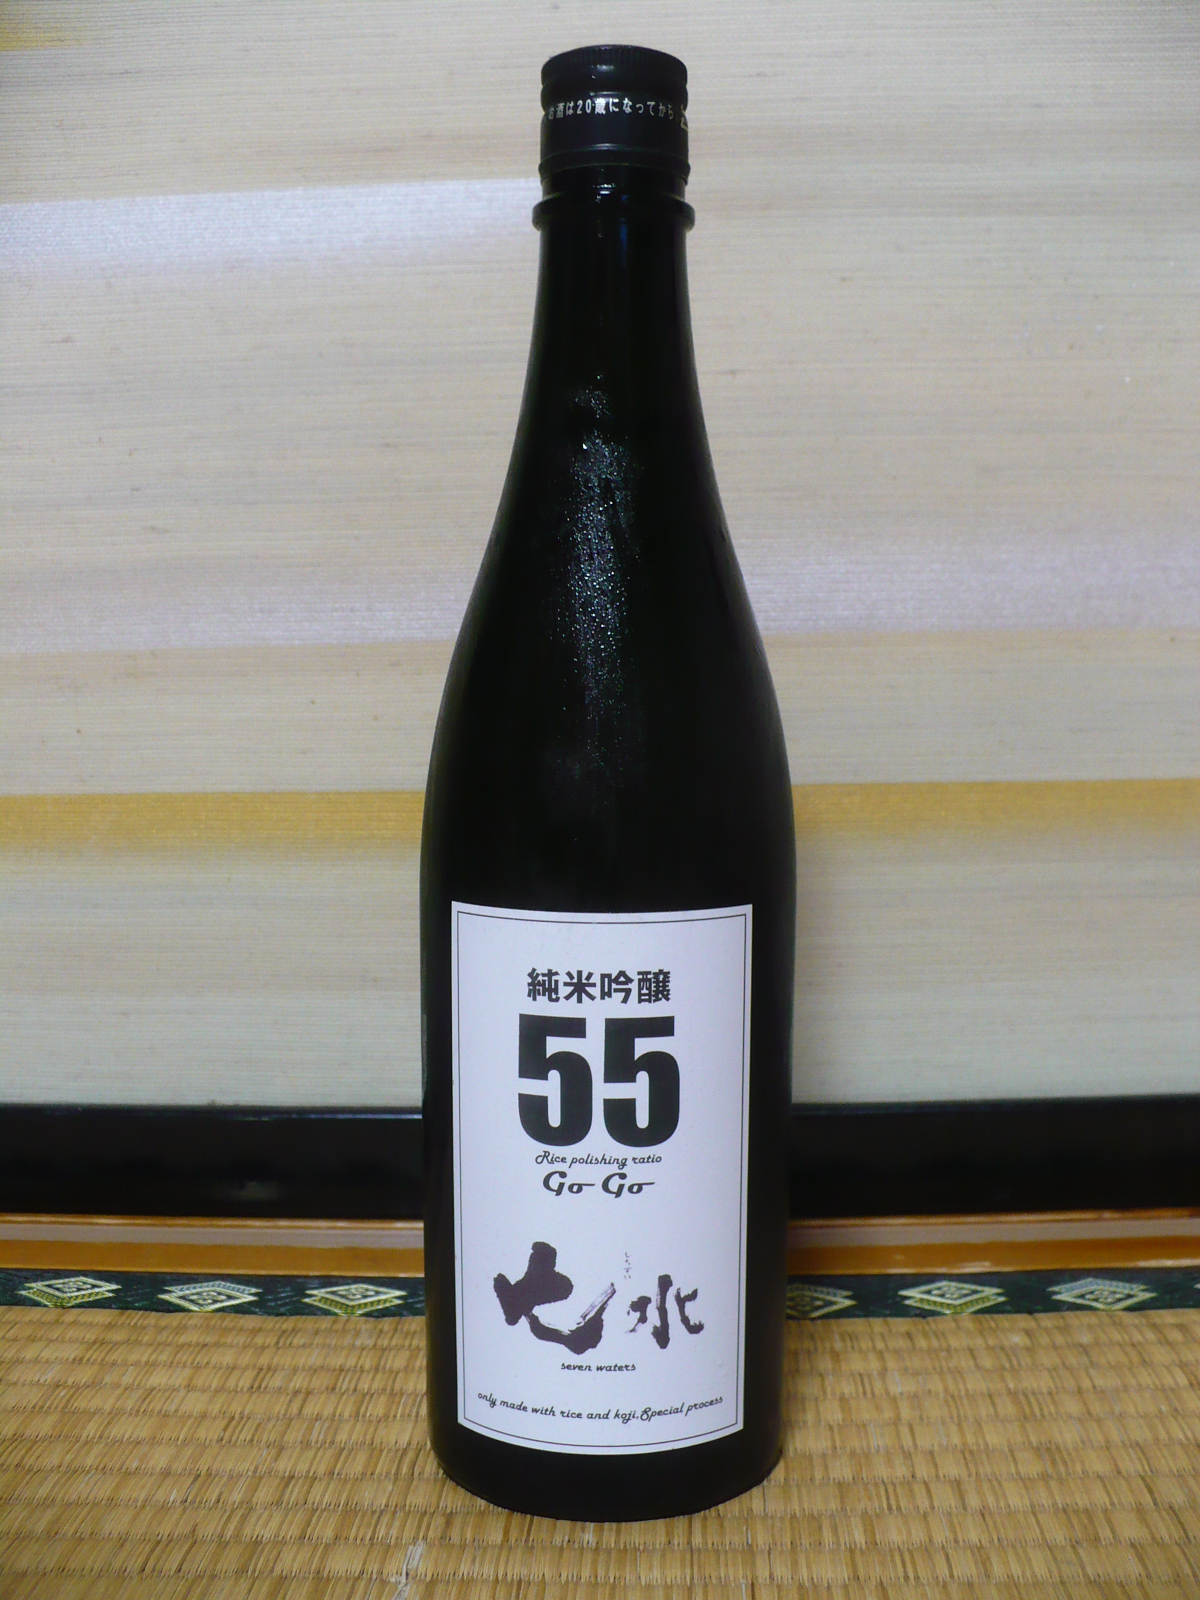 お酒は20歳になってから
純米吟醸
55
Rice polishing ratio
Go Go
しちすい
七水
seven waters
only made with rice and koji.Special process